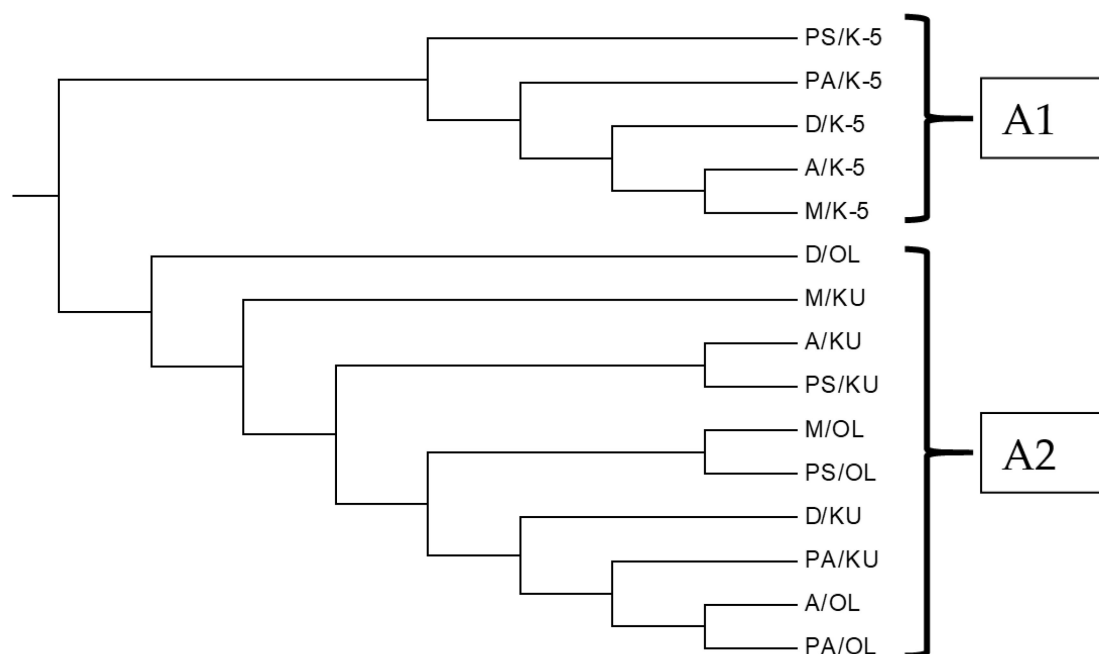 PS/K-5
PA/K-5
D/K-5
A/K-5
M/K-5
A1
D/OL
M/KU
A/KU
PS/KU
M/OL
PS/OL
D/KU
PA/KU
A/OL
PA/OL
A2